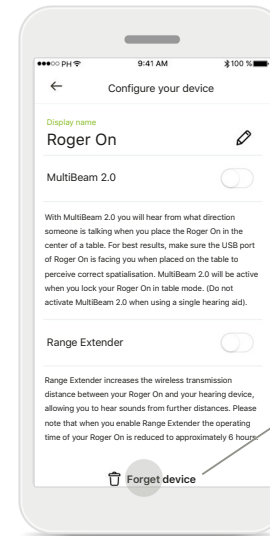 ●●●○○ PH 9:41 AM 100 %
Configure your device
Display name
Roger On
MultiBeam 2.0
With MultiBeam 2.0 you will hear from what direction
someone is talking when you place the Roger On in the
center of a table. For best results, make sure the USB port
of Roger On is facing you when placed on the table to
perceive correct spatialisation. MultiBeam 2.0 will be active
when you lock your Roger On in table mode. (Do not
activate MultiBeam 2.0 when using a single hearing aid).
Range Extender
Range Extender increases the wireless transmission
distance between your Roger On and your hearing device,
allowing you to hear sounds from further distances. Please
note that when you enable Range Extender the operating
time of your Roger On is reduced to approximately 6 hours.
Forget device